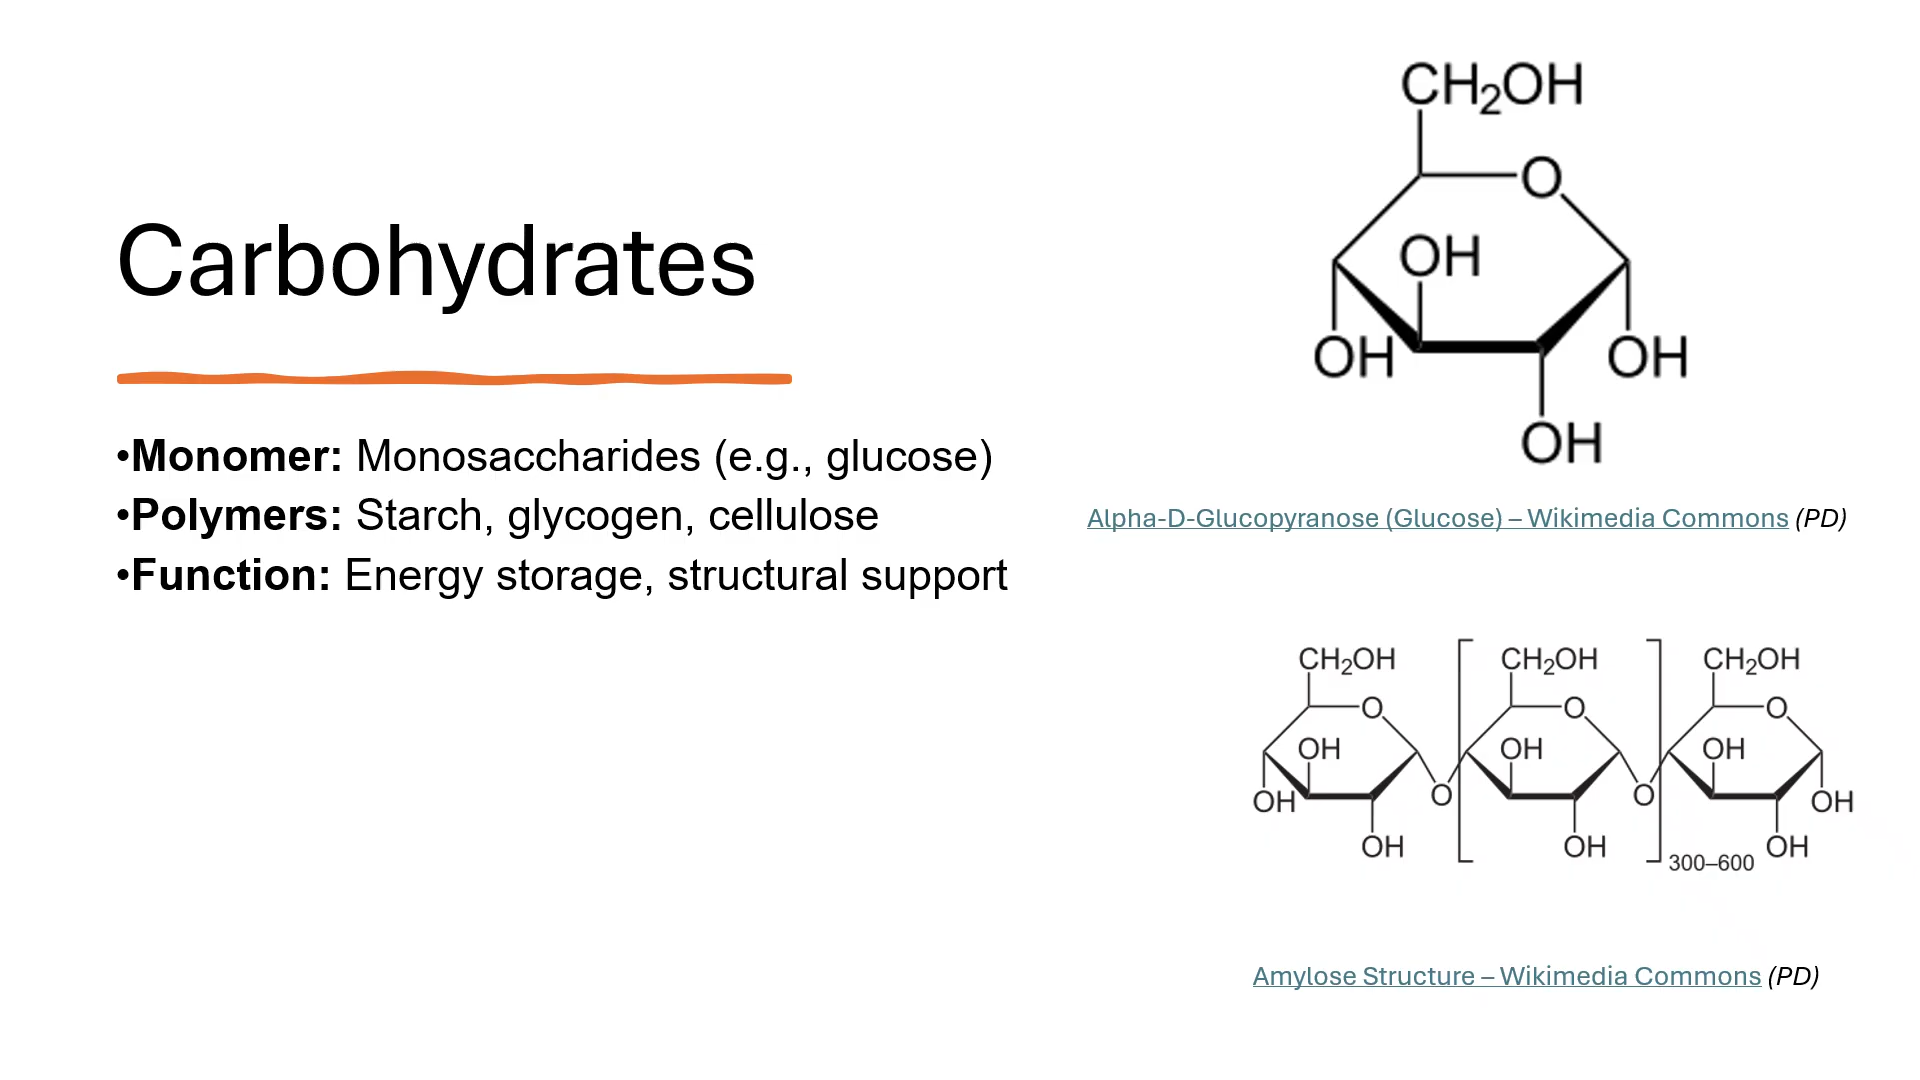 Carbohydrates
•Monomer: Monosaccharides (e.g., glucose)
•Polymers: Starch, glycogen, cellulose
•Function: Energy storage, structural support
CH₂OH
O
OH
OH
OH
OH
Alpha-D-Glucopyranose (Glucose) – Wikimedia Commons (PD)
CH₂OH CH₂OH CH₂OH
O O O
OH OH OH
OH O O OH
OH OH OH
300–600
Amylose Structure – Wikimedia Commons (PD)